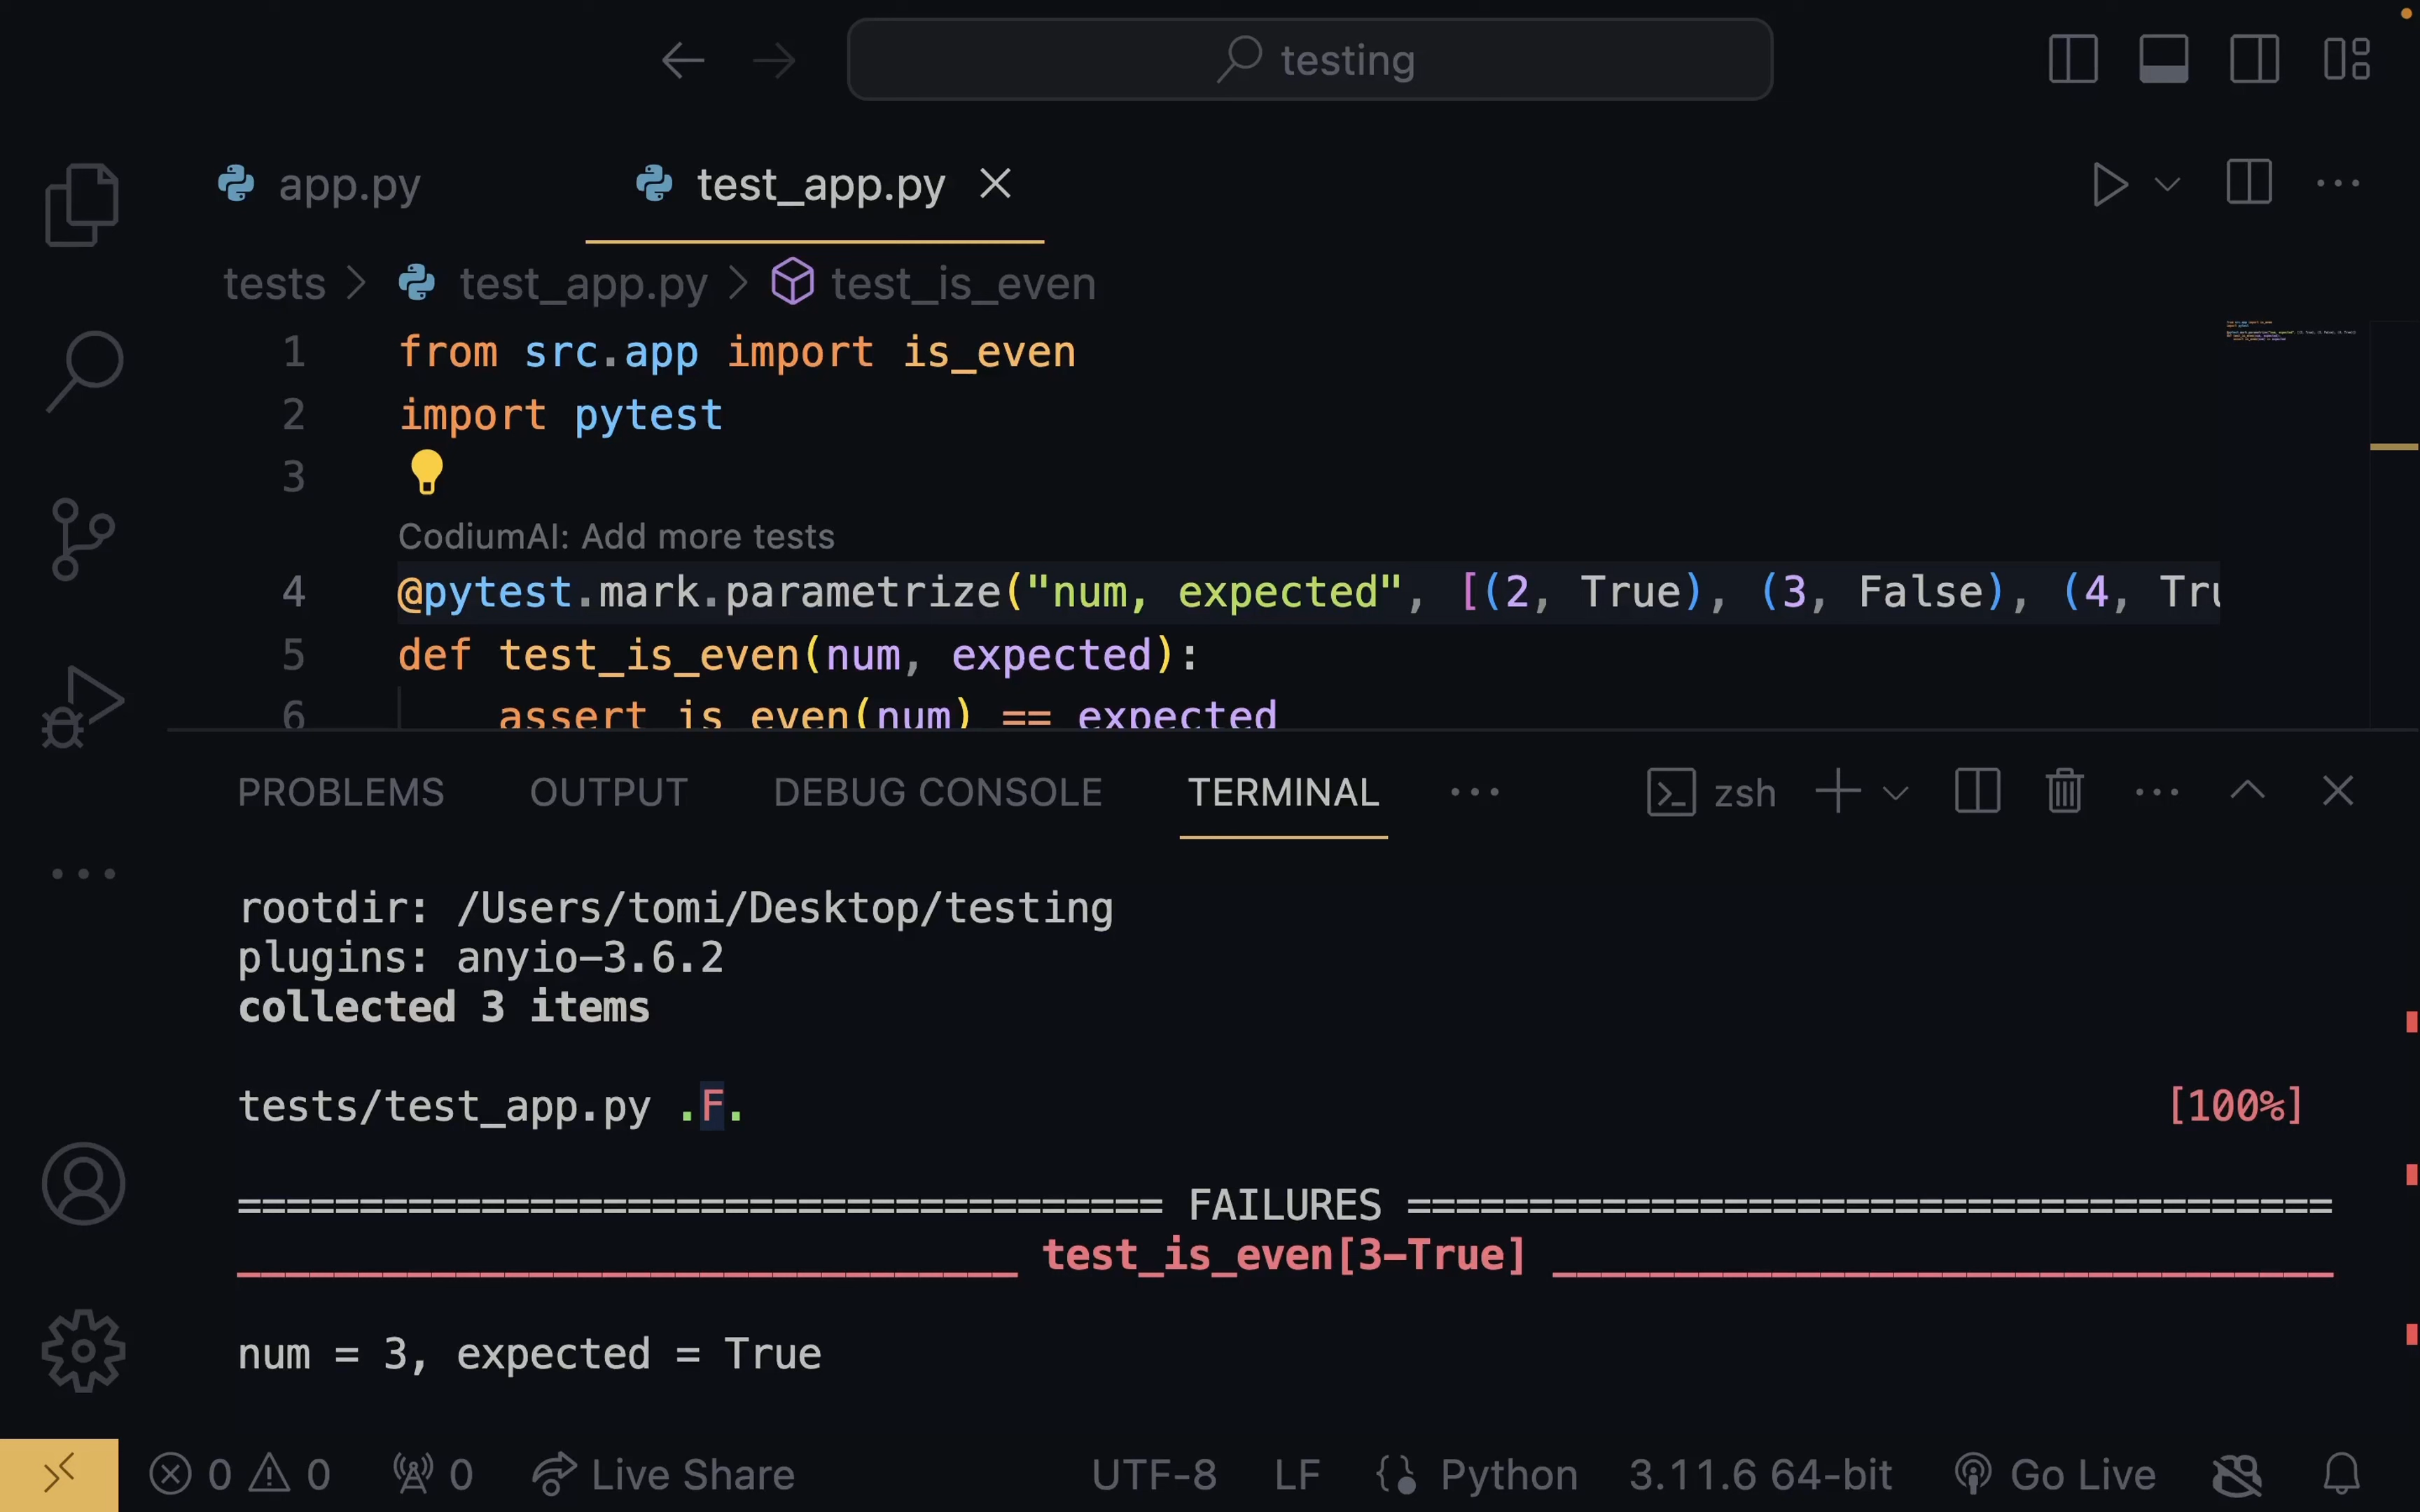 testing
app.py
test_app.py
tests > test_app.py > test_is_even
1 from src.app import is_even
2 import pytest
3
CodiumAI: Add more tests
4 @pytest.mark.parametrize("num, expected", [(2, True), (3, False), (4, Tru
5 def test_is_even(num, expected):
6 assert is_even(num) == expected
PROBLEMS OUTPUT DEBUG CONSOLE TERMINAL ... zsh
rootdir: /Users/tomi/Desktop/testing
plugins: anyio-3.6.2
collected 3 items
tests/test_app.py .F. [100%]
====================================== FAILURES ======================================
________________________________ test_is_even[3-True] ________________________________
num = 3, expected = True
0 0 0 Live Share UTF-8 LF Python 3.11.6 64-bit Go Live